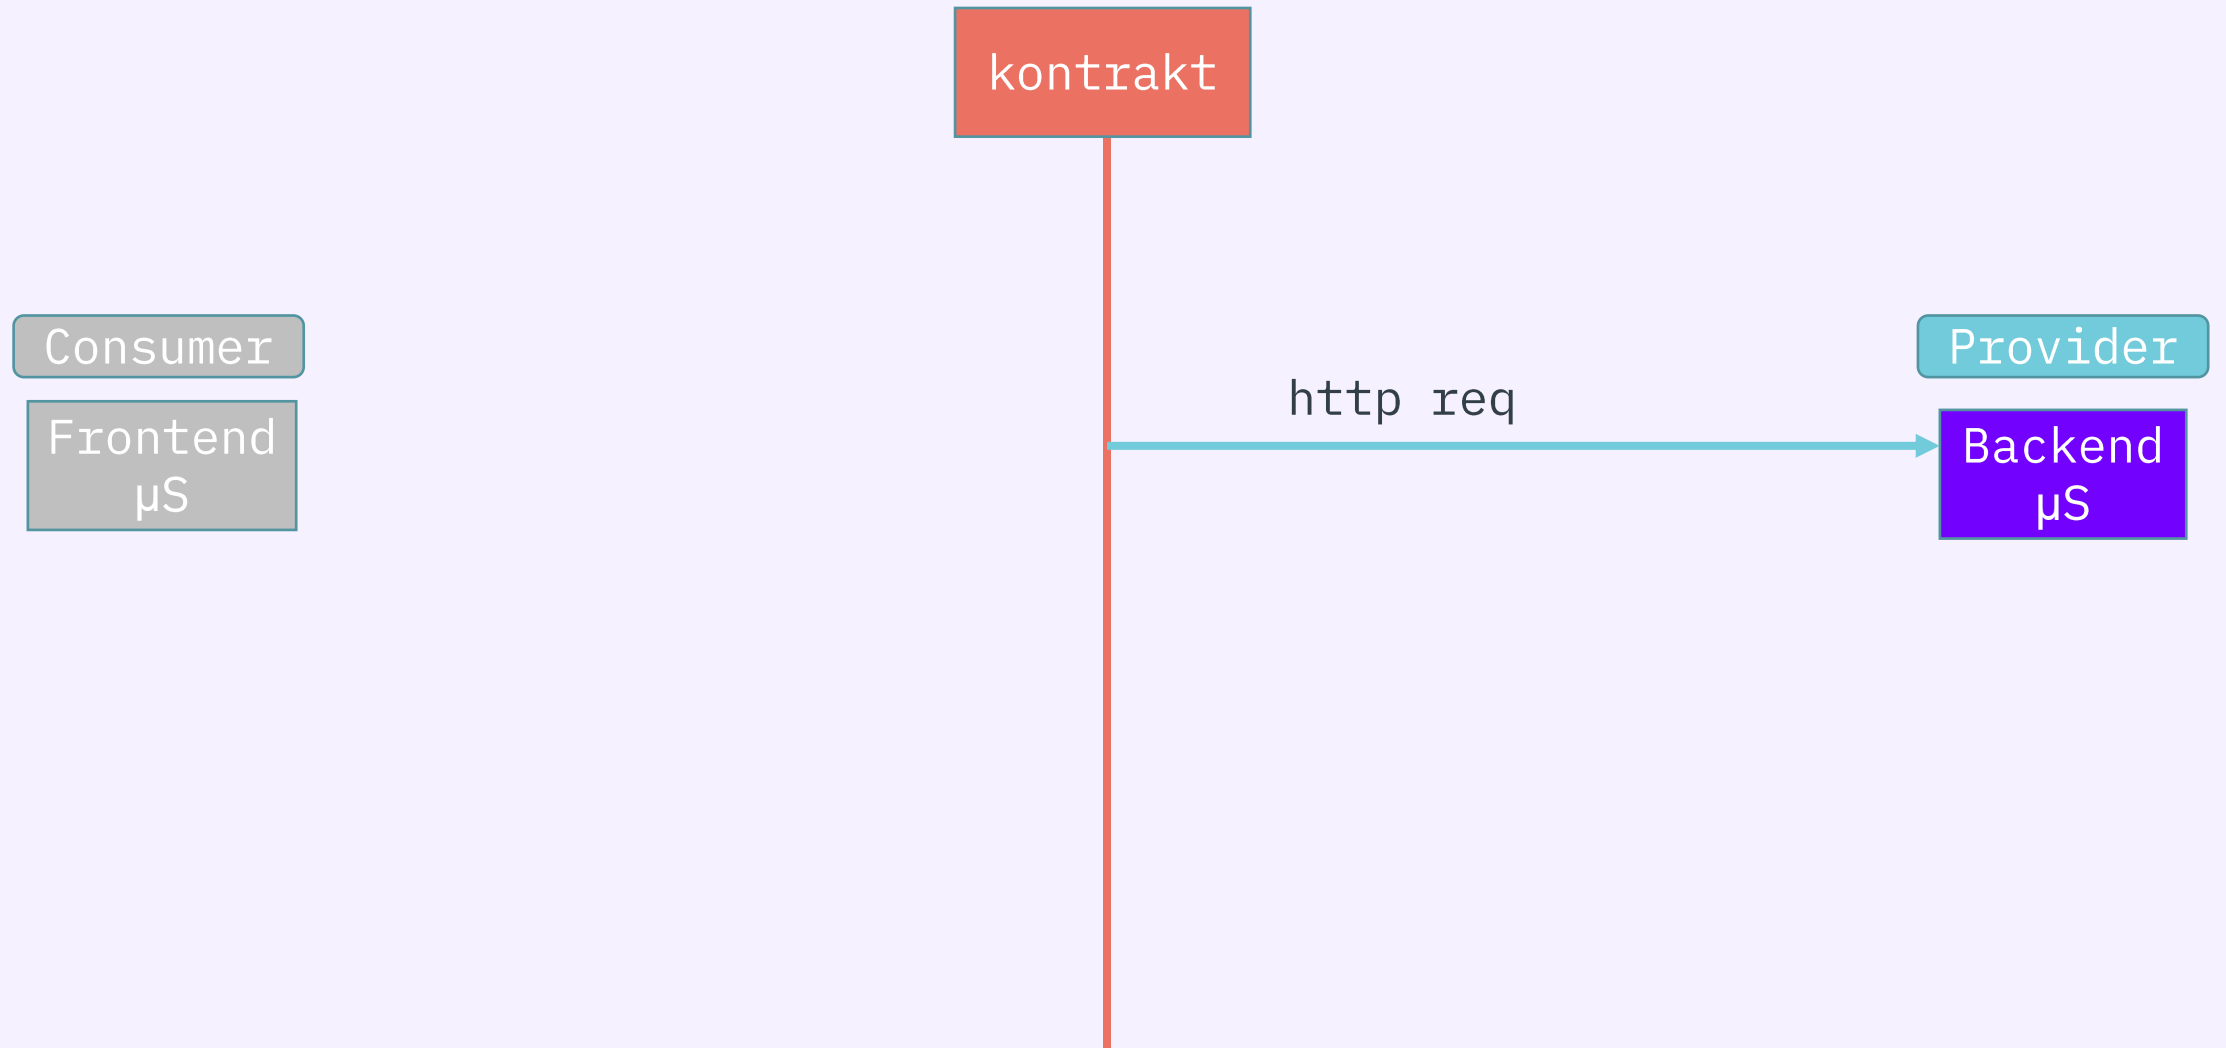 kontrakt
Consumer
Frontend
µS
http req
Provider
Backend
µS